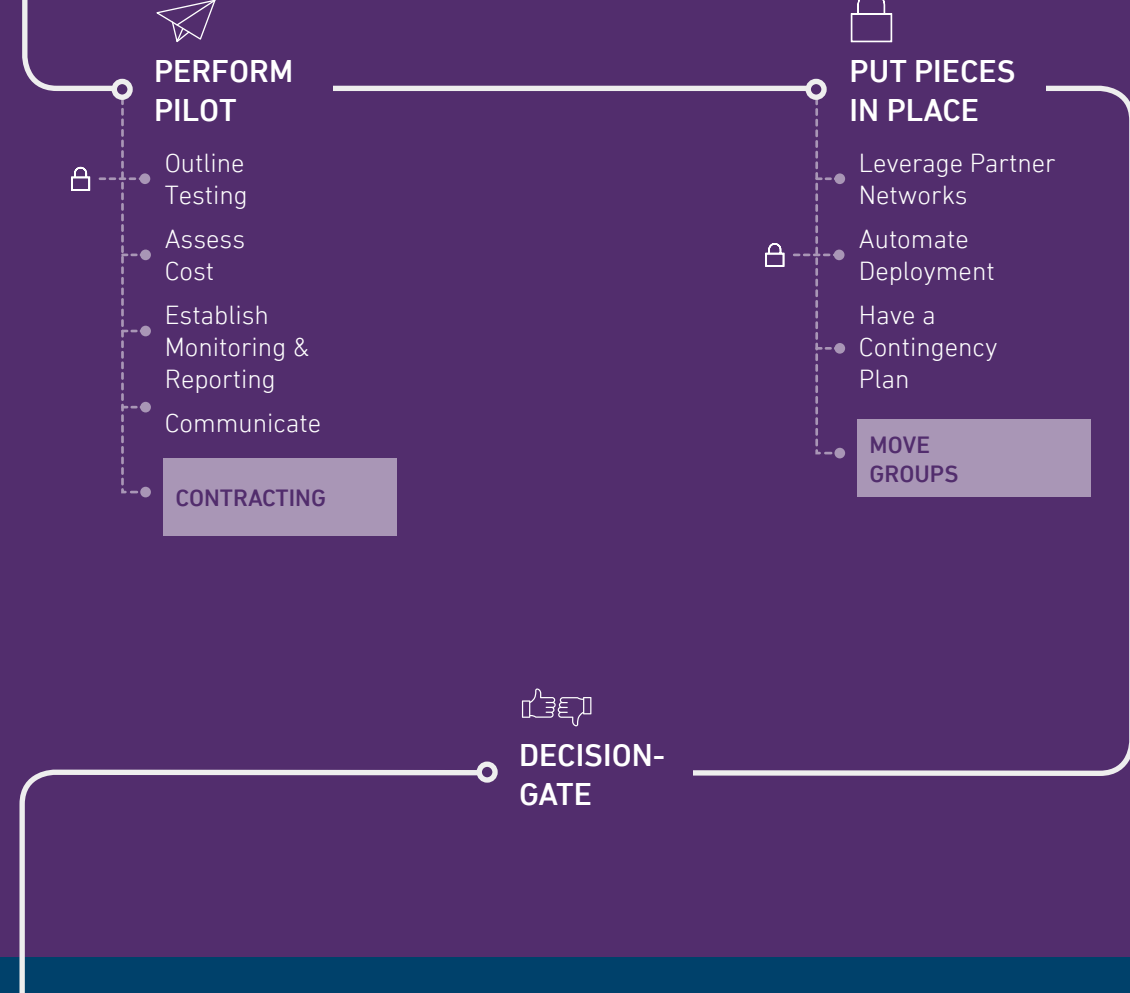 PERFORM
PILOT
Outline
Testing
Assess
Cost
Establish
Monitoring &
Reporting
Communicate
CONTRACTING
PUT PIECES
IN PLACE
Leverage Partner
Networks
Automate
Deployment
Have a
Contingency
Plan
MOVE
GROUPS
DECISION-
GATE